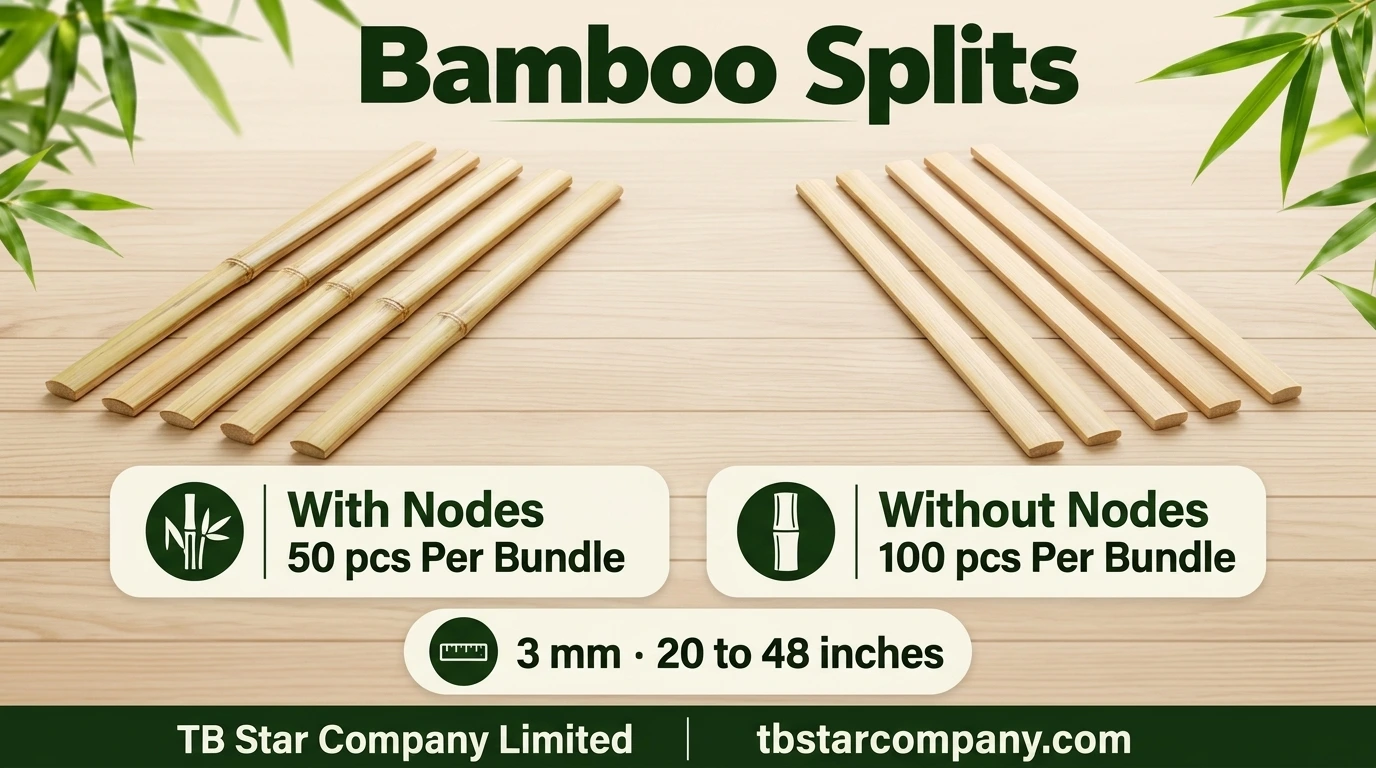 Bamboo Splits
With Nodes
50 pcs Per Bundle
Without Nodes
100 pcs Per Bundle
3 mm · 20 to 48 inches
TB Star Company Limited
tbstarcompany.com